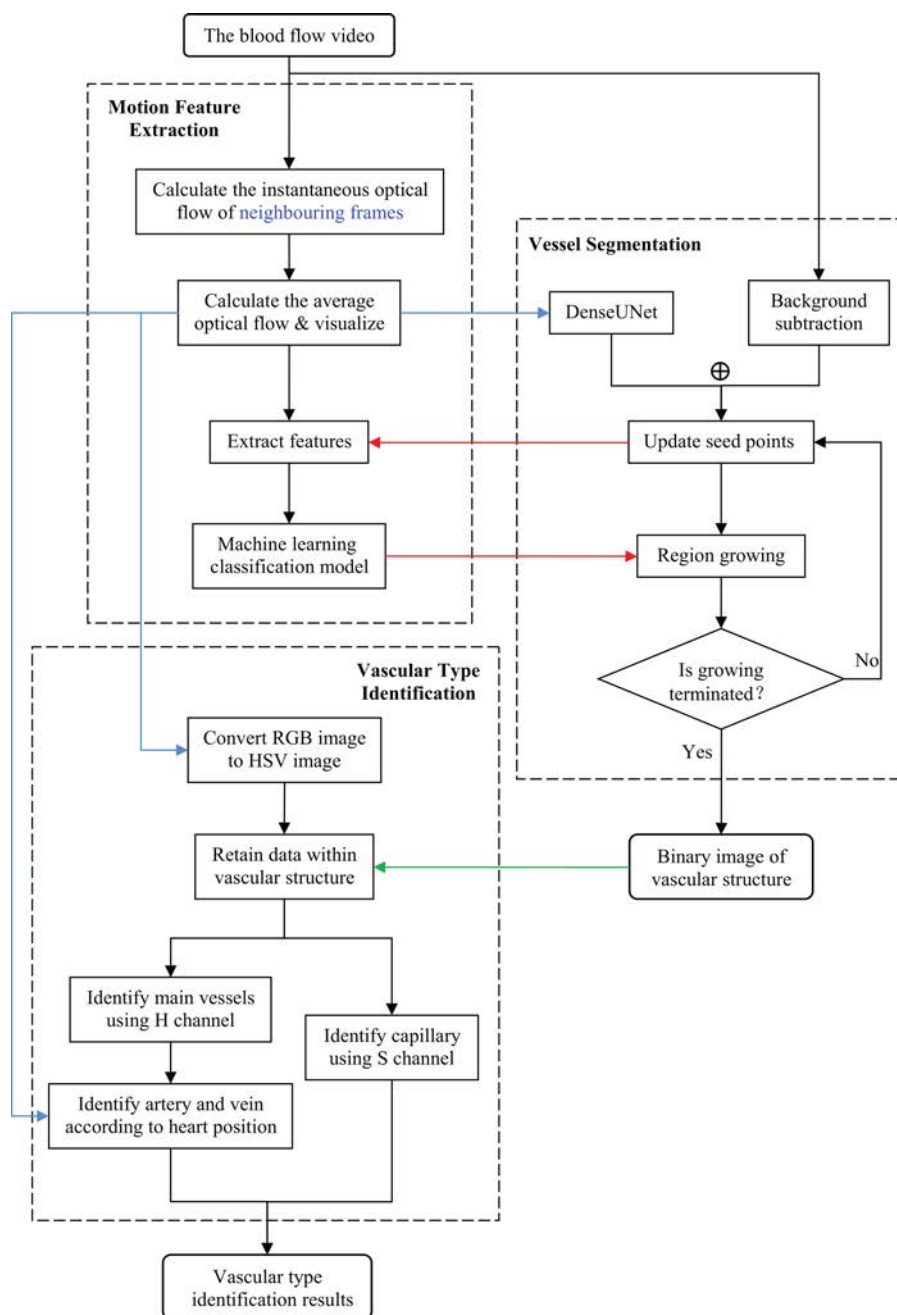 The blood flow video
Motion Feature
Extraction
Calculate the instantaneous optical
flow of neighbouring frames
Calculate the average
optical flow & visualize
Extract features
Machine learning
classification model
Vessel Segmentation
DenseUNet
Background
subtraction
⊕
Update seed points
Region growing
Is growing
terminated?
No
Yes
Binary image of
vascular structure
Vascular Type
Identification
Convert RGB image
to HSV image
Retain data within
vascular structure
Identify main vessels
using H channel
Identify capillary
using S channel
Identify artery and vein
according to heart position
Vascular type
identification results